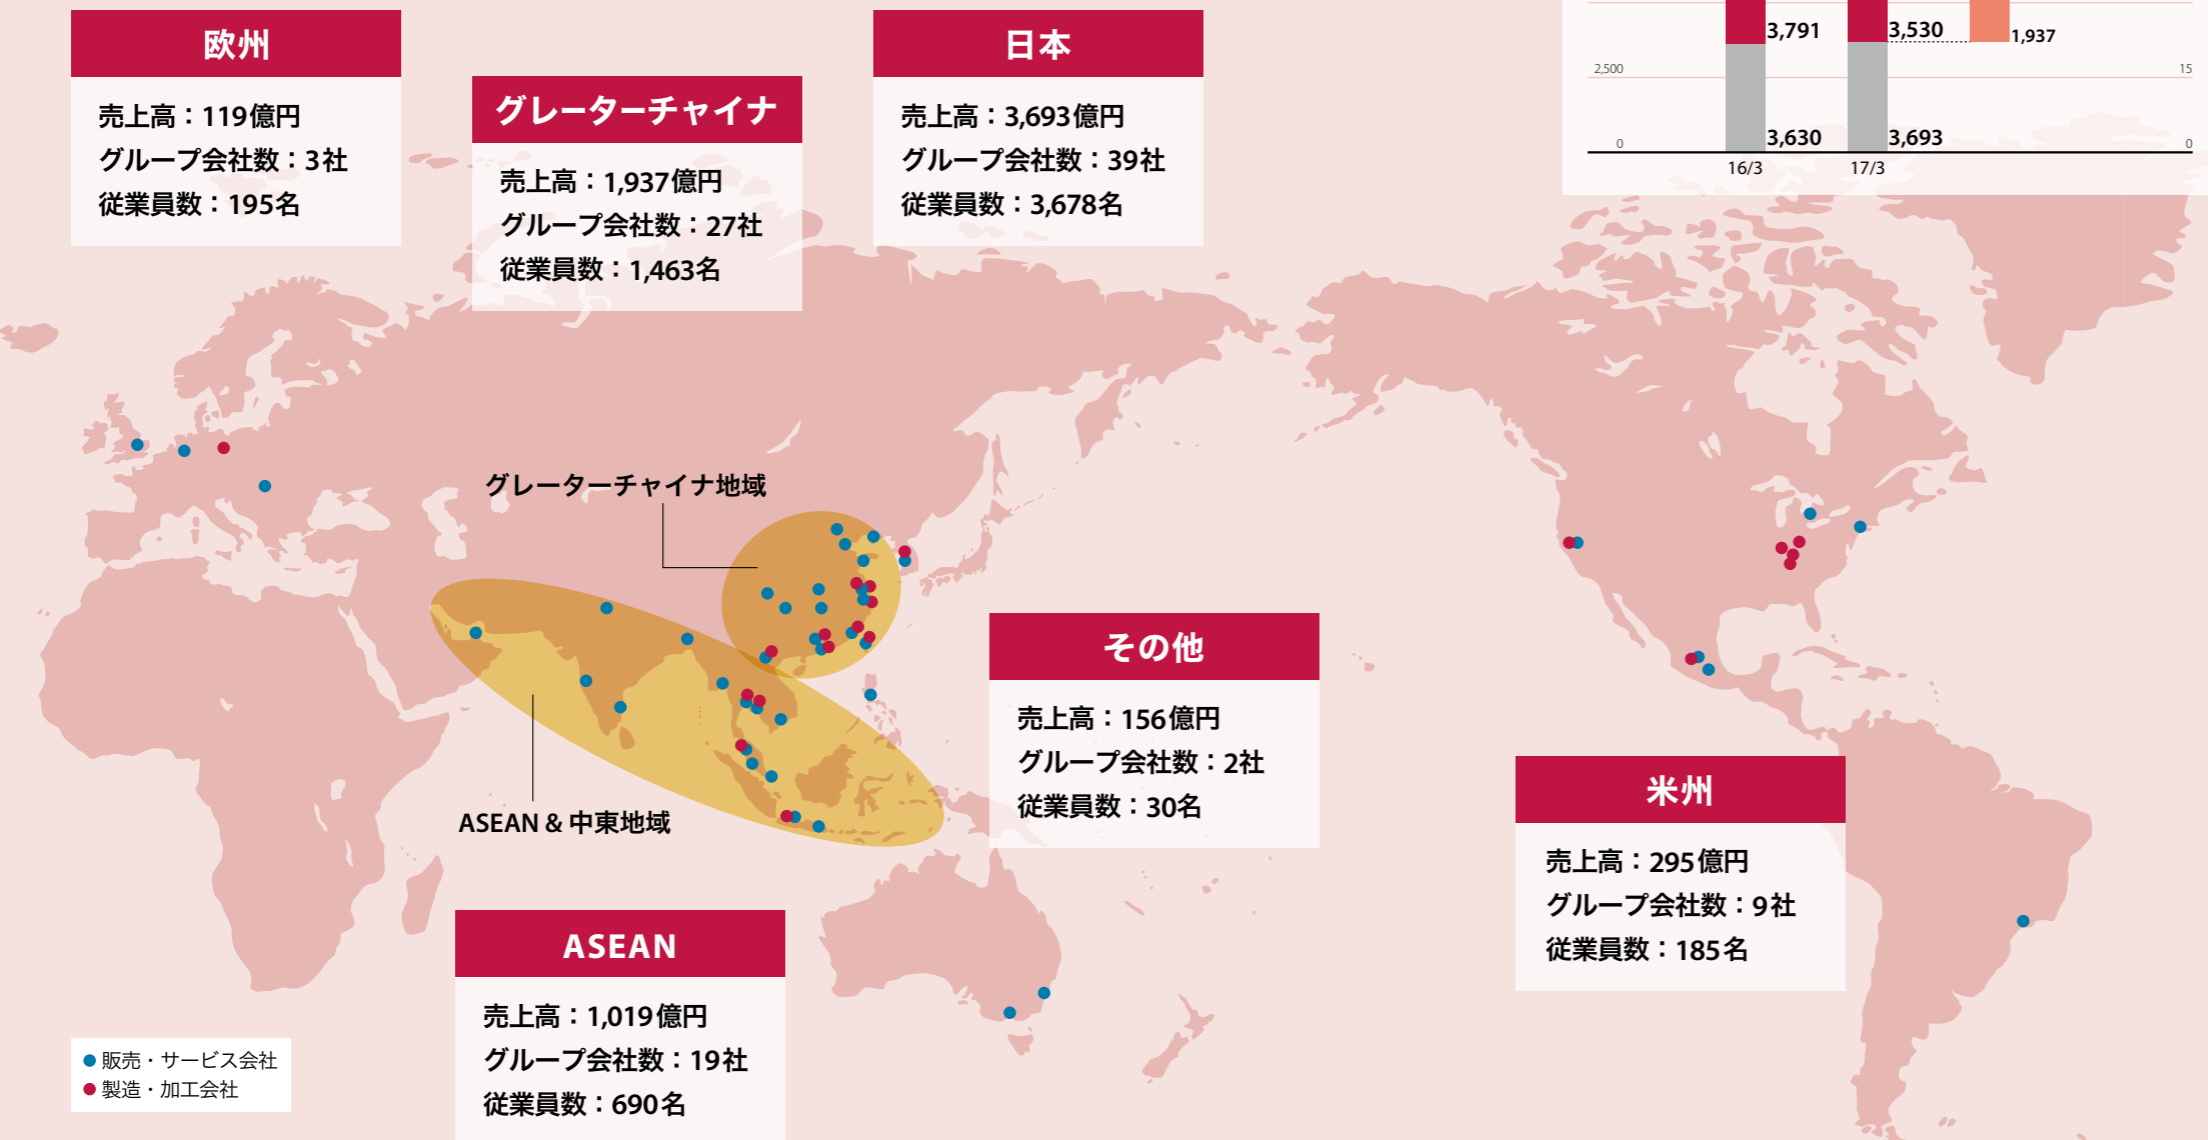 欧州
売上高：119億円
グループ会社数：3社
従業員数：195名
グレーターチャイナ
売上高：1,937億円
グループ会社数：27社
従業員数：1,463名
日本
売上高：3,693億円
グループ会社数：39社
従業員数：3,678名
3,791
3,530
1,937
2,500
15
0
3,630
3,693
0
16/3
17/3
グレーターチャイナ地域
ASEAN & 中東地域
その他
売上高：156億円
グループ会社数：2社
従業員数：30名
米州
売上高：295億円
グループ会社数：9社
従業員数：185名
ASEAN
売上高：1,019億円
グループ会社数：19社
従業員数：690名
販売・サービス会社
製造・加工会社